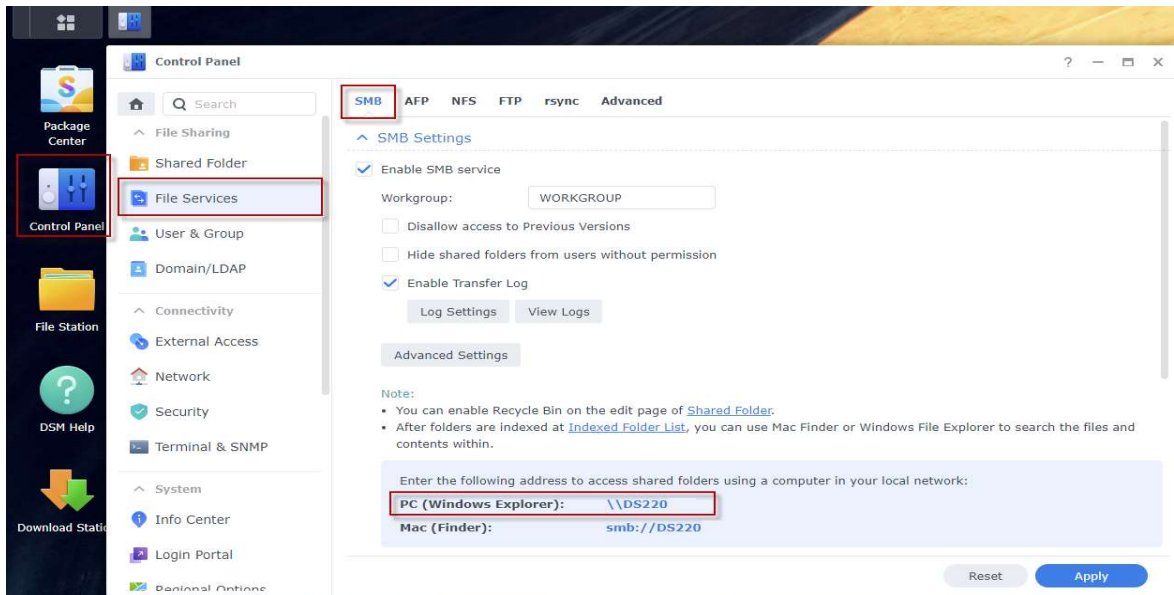 Control Panel
? — X
Package
Center
Control Panel
File Station
DSM Help
Download Static
Search
File Sharing
Shared Folder
File Services
User & Group
Domain/LDAP
Connectivity
External Access
Network
Security
Terminal & SNMP
System
Info Center
Login Portal
Regional Options
SMB AFP NFS FTP rsync Advanced
SMB Settings
Enable SMB service
Workgroup: WORKGROUP
Disallow access to Previous Versions
Hide shared folders from users without permission
Enable Transfer Log
Log Settings View Logs
Advanced Settings
Note:
• You can enable Recycle Bin on the edit page of Shared Folder.
• After folders are indexed at Indexed Folder List, you can use Mac Finder or Windows File Explorer to search the files and
contents within.
Enter the following address to access shared folders using a computer in your local network:
PC (Windows Explorer): \\DS220
Mac (Finder): smb://DS220
Reset Apply